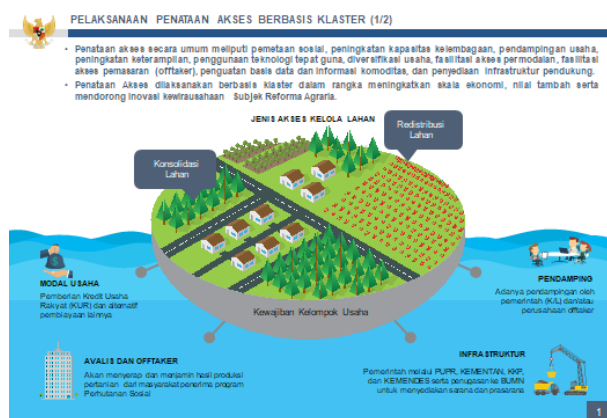 PELAKSANAAN PENATAAN AKSES BERBASIS KLASTER (1/2)
• Penataan akses secara umum meliputi pemetaan sosial, peningkatan kapasitas kelembagaan, pendampingan usaha,
peningkatan keterampilan, penggunaan teknologi tepat guna, diversifikasi usaha, fasilitasi akses permodalan, fasilitasi
akses pemasaran (offtaker), penguatan basis data dan informasi komoditas, dan penyediaan infrastruktur pendukung.
• Penataan Akses dilaksanakan berbasis klaster dalam rangka meningkatkan skala ekonomi, nilai tambah serta
mendorong inovasi kewirausahaan Subjek Reforma Agraria.
JENIS AKSES KELOLA LAHAN
Redistribusi
Lahan
Konsolidasi
Lahan
MODAL USAHA
Pemberian Kredit Usaha
Rakyat (KUR) dan alternatif
pembiayaan lainnya
PENDAMPING
Adanya pendampingan oleh
pemerintah (K/L) dan/atau
perusahaan offtaker
Kewajiban Kelompok Usaha
AVALIS DAN OFFTAKER
Akan menyerap dan menjamin hasil produksi
pertanian dari masyarakat penerima program
Perhutanan Sosial
INFRASTRUKTUR
Pemerintah melalui PUPR, KEMENTAN, KKP,
dan KEMENDES serta penugasan ke BUMN
untuk menyediakan sarana dan prasarana
1